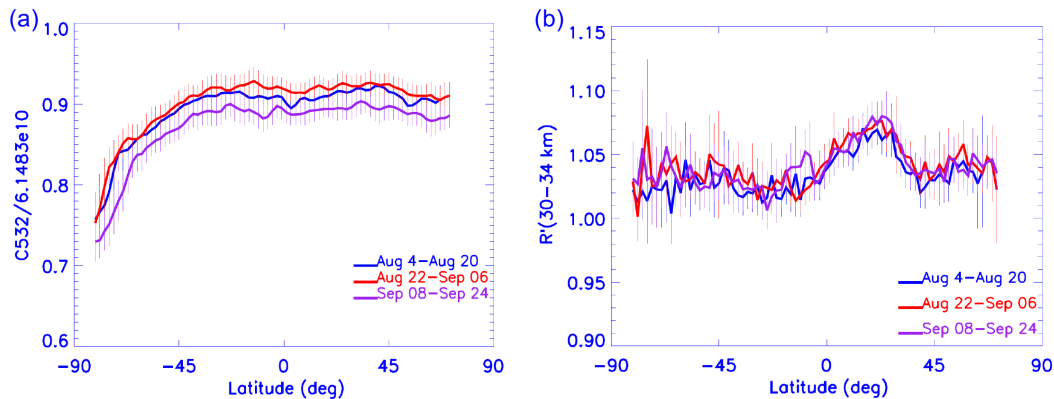 (a)
1.0
0.9
0.8
0.7
0.6
C532/6.1483e10
Aug 4−Aug 20
Aug 22−Sep 06
Sep 08−Sep 24
−90
−45
0
45
90
Latitude (deg)
(b)
1.15
1.10
1.05
1.00
0.95
0.90
R'(30−34 km)
Aug 4−Aug 20
Aug 22−Sep 06
Sep 08−Sep 24
−90
−45
0
45
90
Latitude (deg)